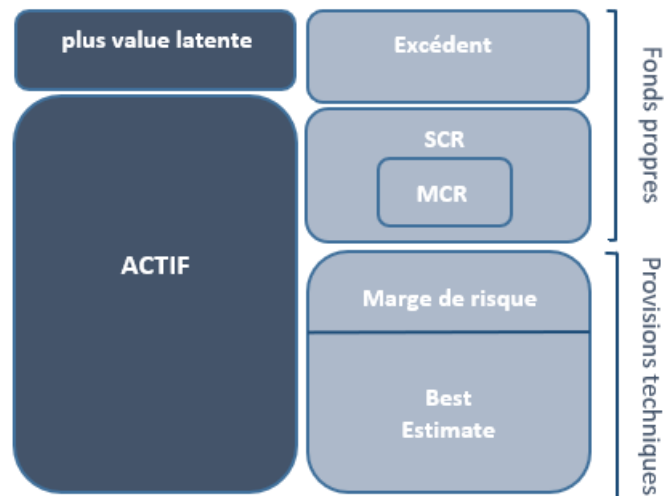 plus value latente
Excédent
SCR
MCR
ACTIF
Marge de risque
Best
Estimate
Fonds propres
Provisions techniques